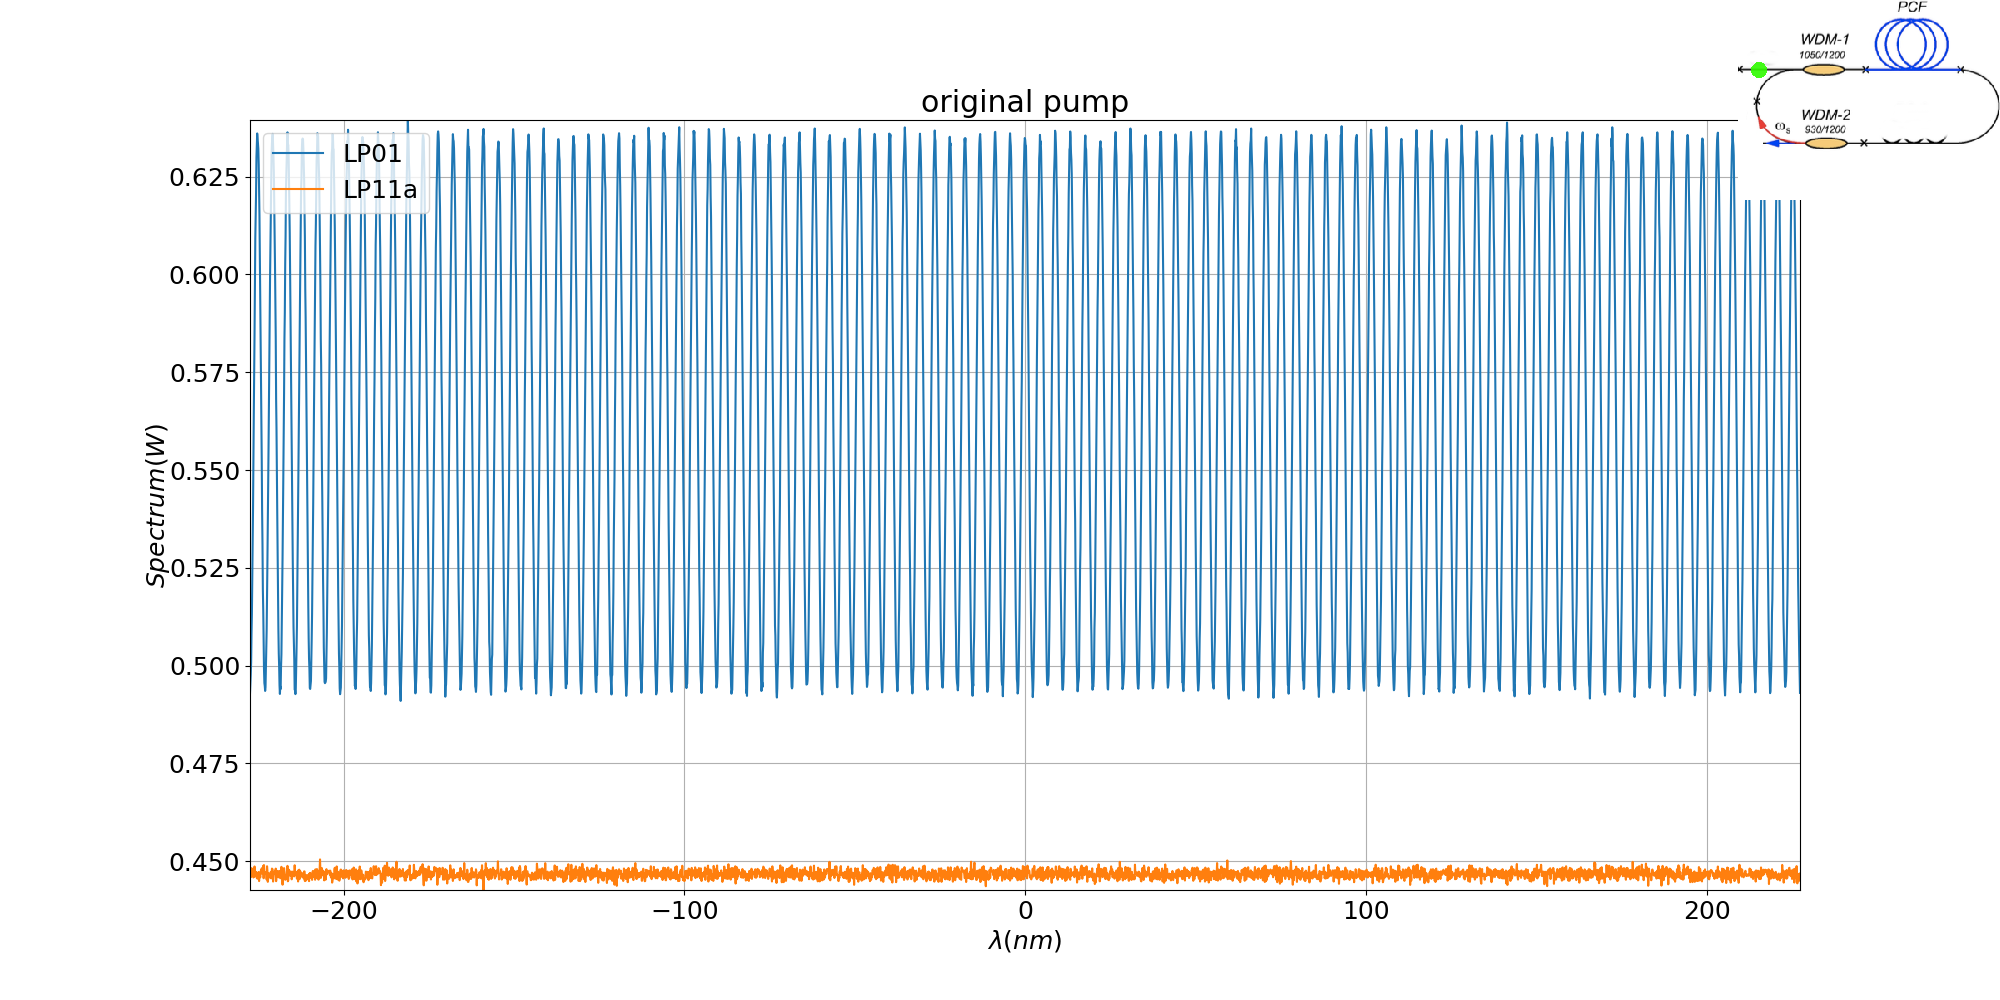 PCF
WDM-1
1050/1200
original pump
WDM-2
ωs 930/1200
LP01
LP11a
0.625
0.600
0.575
0.550
0.525
0.500
0.475
0.450
Spectrum(W)
−200 −100 0 100 200
λ(nm)